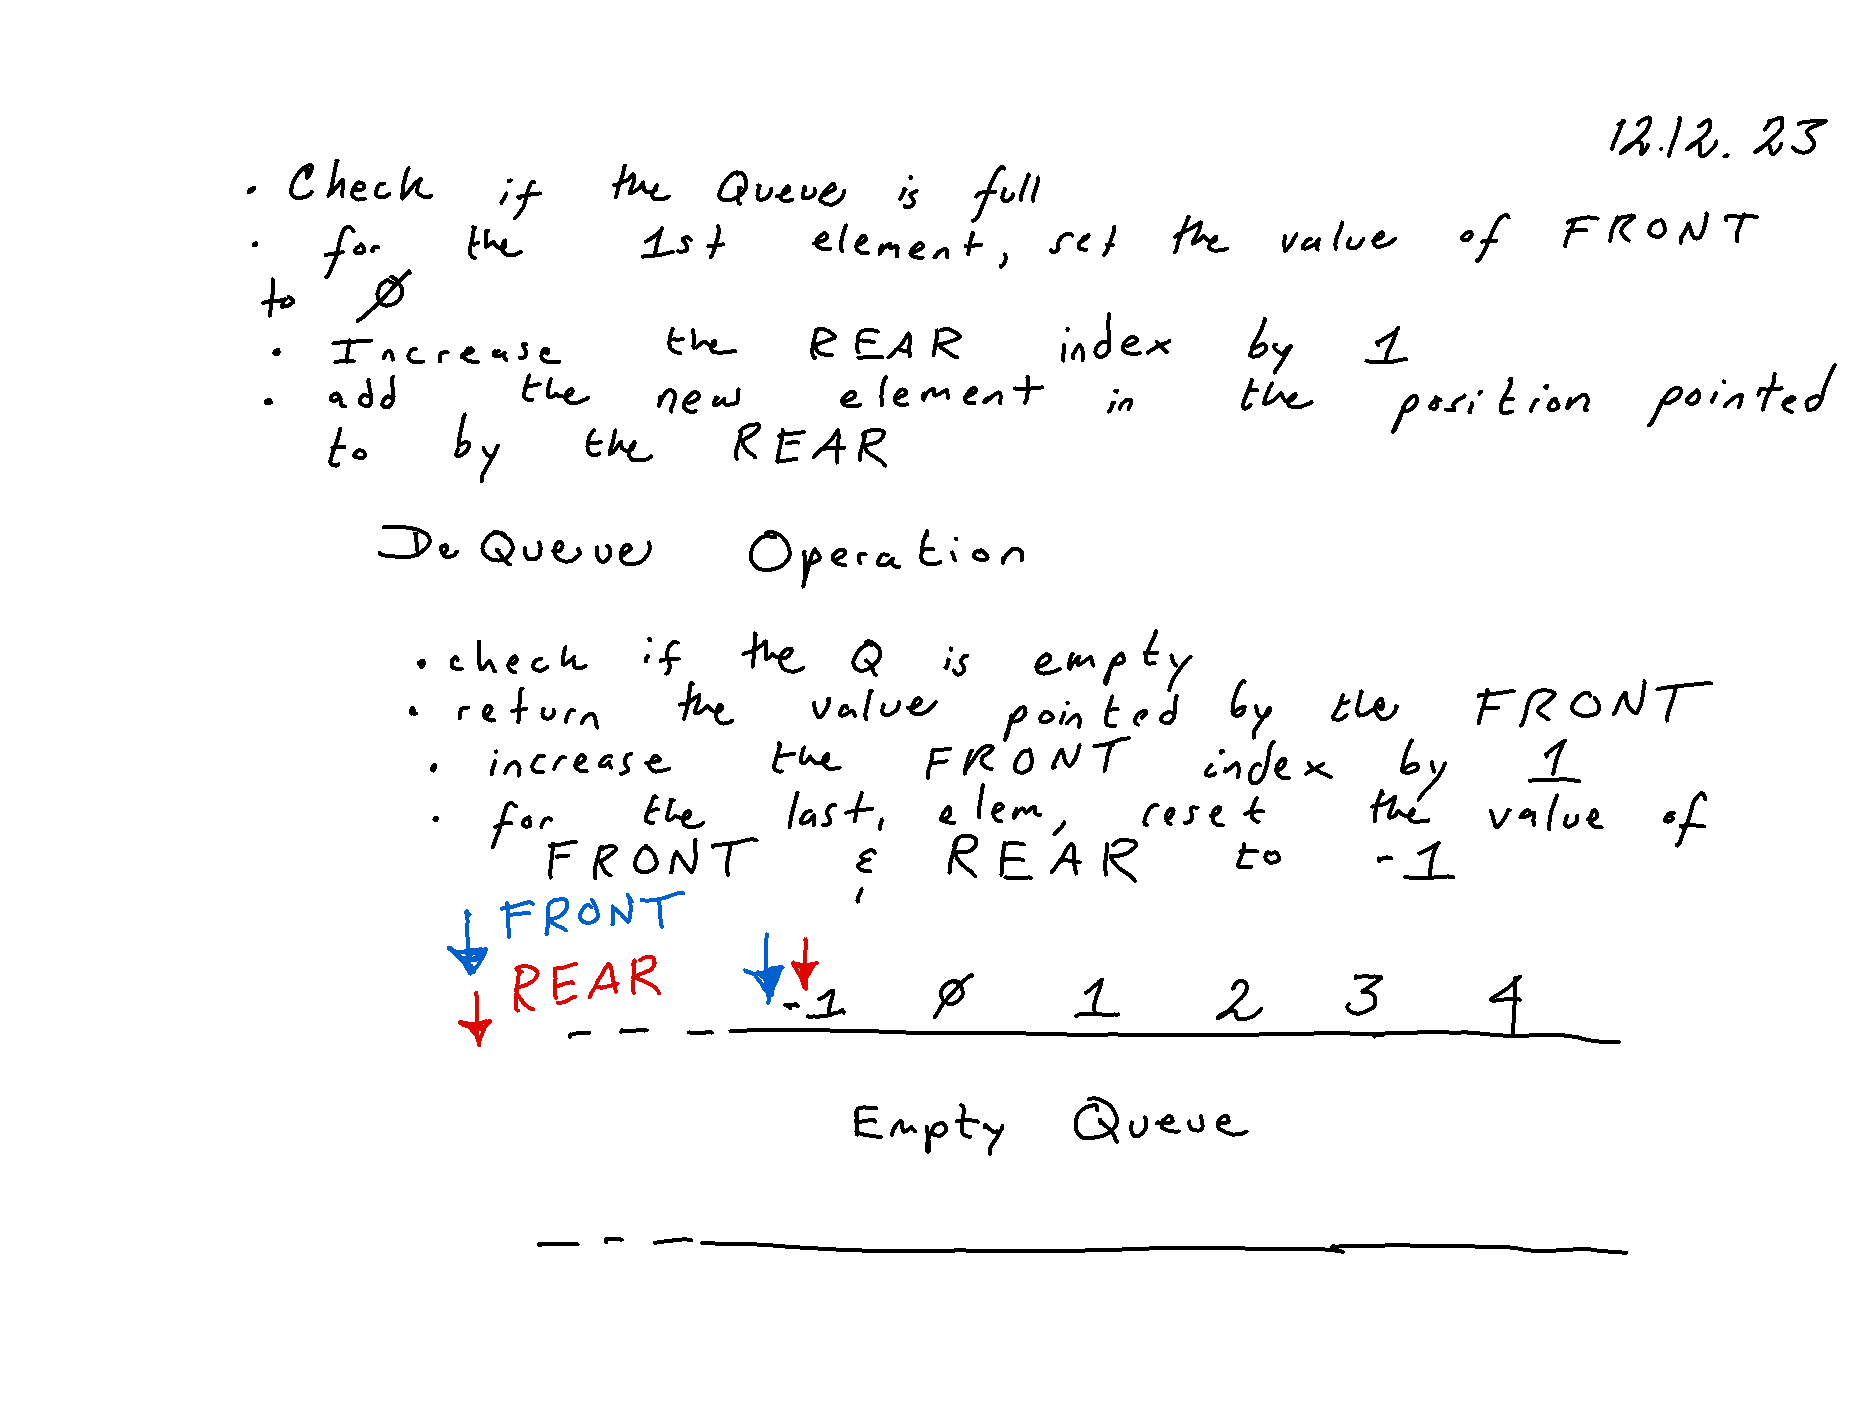 12.12.23
• Check if the Queue is full
• for the 1st element, set the value of FRONT
to Ø
• Increase the REAR index by 1
• add the new element in the position pointed
to by the REAR
DeQueue Operation
• check if the Q is empty
• return the value pointed by the FRONT
• increase the FRONT index by 1
• for the last, elem, reset the value of
FRONT & REAR to -1
FRONT
REAR
-1 Ø 1 2 3 4
Empty Queue